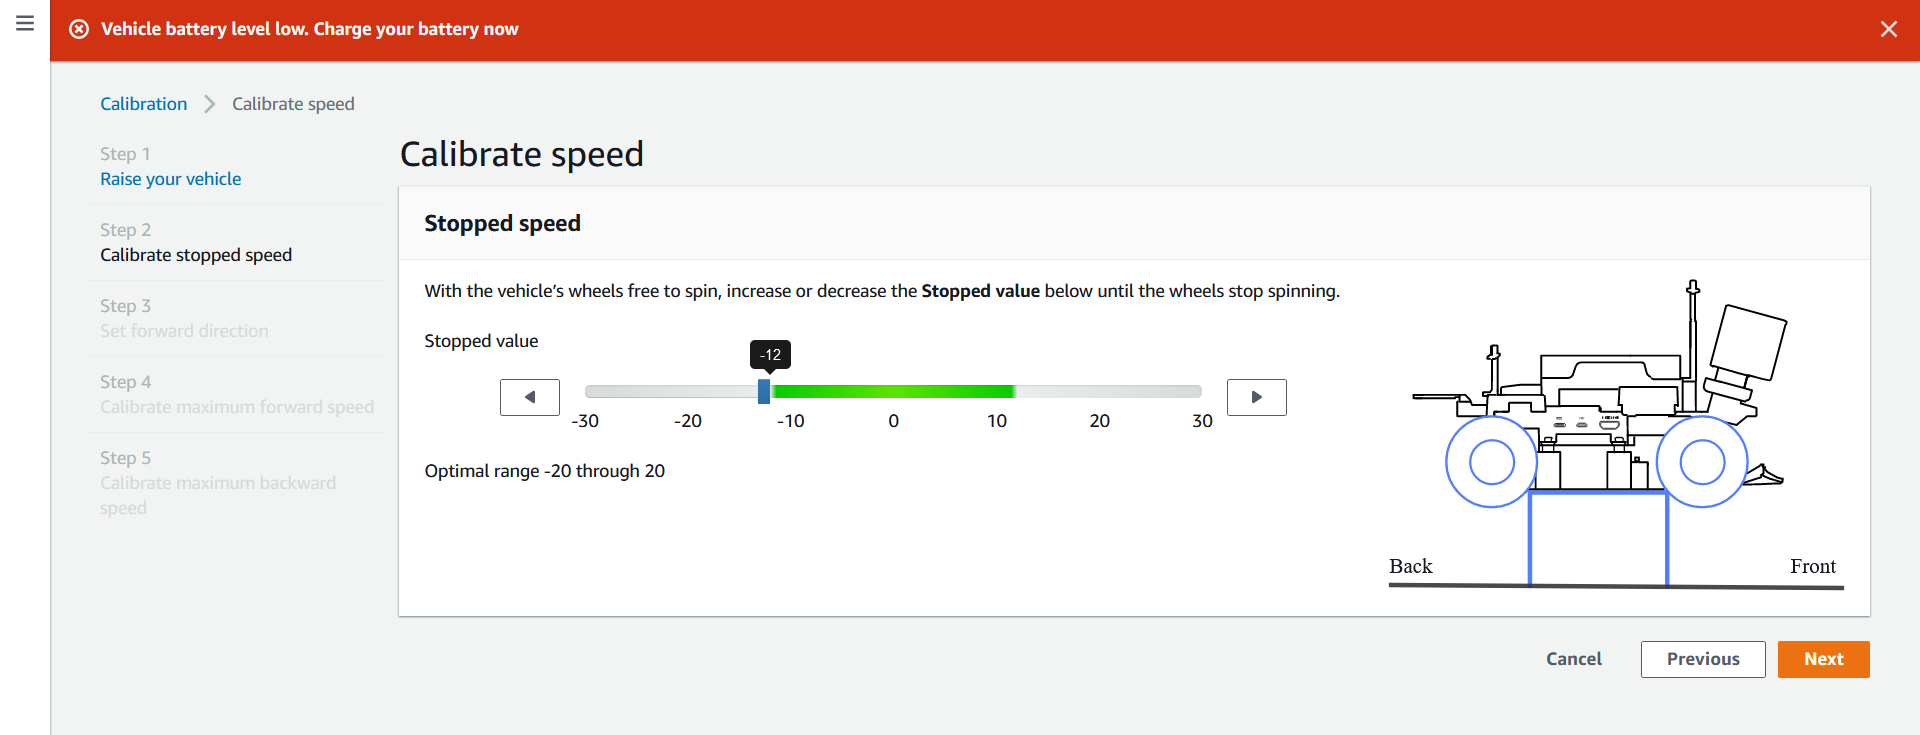 Vehicle battery level low. Charge your battery now
Calibration > Calibrate speed
Step 1
Raise your vehicle
Step 2
Calibrate stopped speed
Step 3
Set forward direction
Step 4
Calibrate maximum forward speed
Step 5
Calibrate maximum backward
speed
Calibrate speed
Stopped speed
With the vehicle’s wheels free to spin, increase or decrease the Stopped value below until the wheels stop spinning.
Stopped value
-12
-30 -20 -10 0 10 20 30
Optimal range -20 through 20
Back Front
Cancel Previous Next